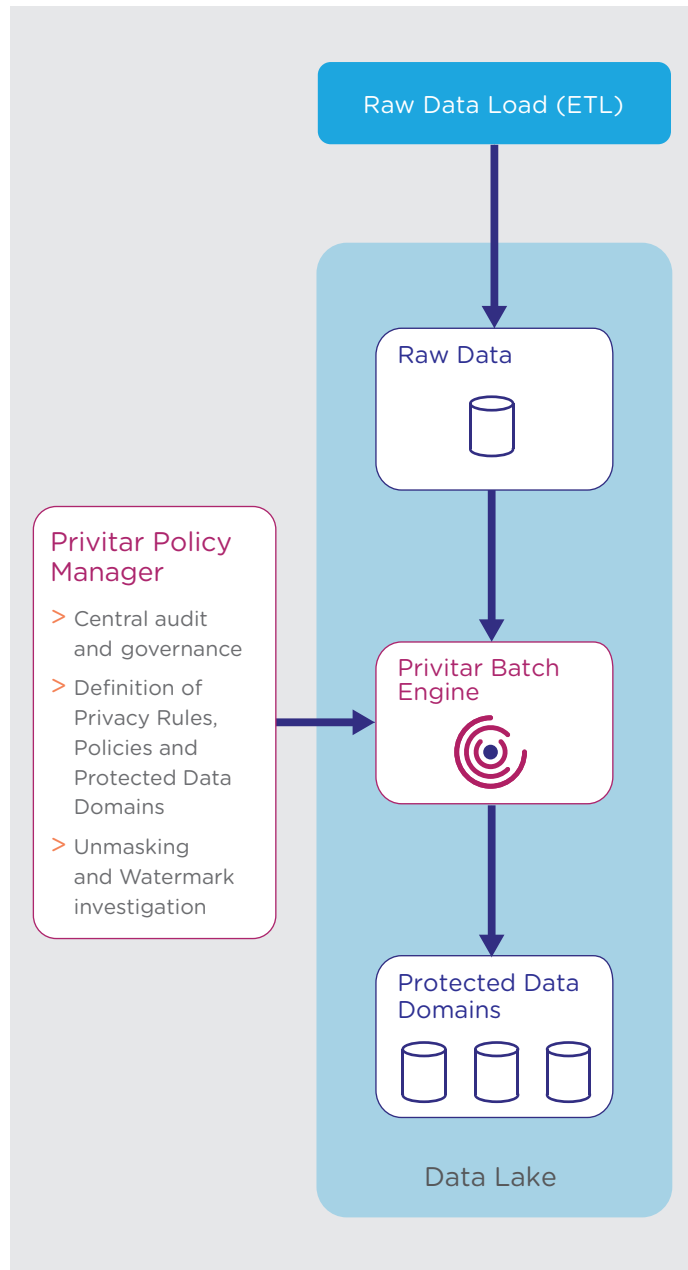 Raw Data Load (ETL)
Raw Data
Privitar Policy
Manager
> Central audit
and governance
> Definition of
Privacy Rules,
Policies and
Protected Data
Domains
> Unmasking
and Watermark
investigation
Privitar Batch
Engine
Protected Data
Domains
Data Lake